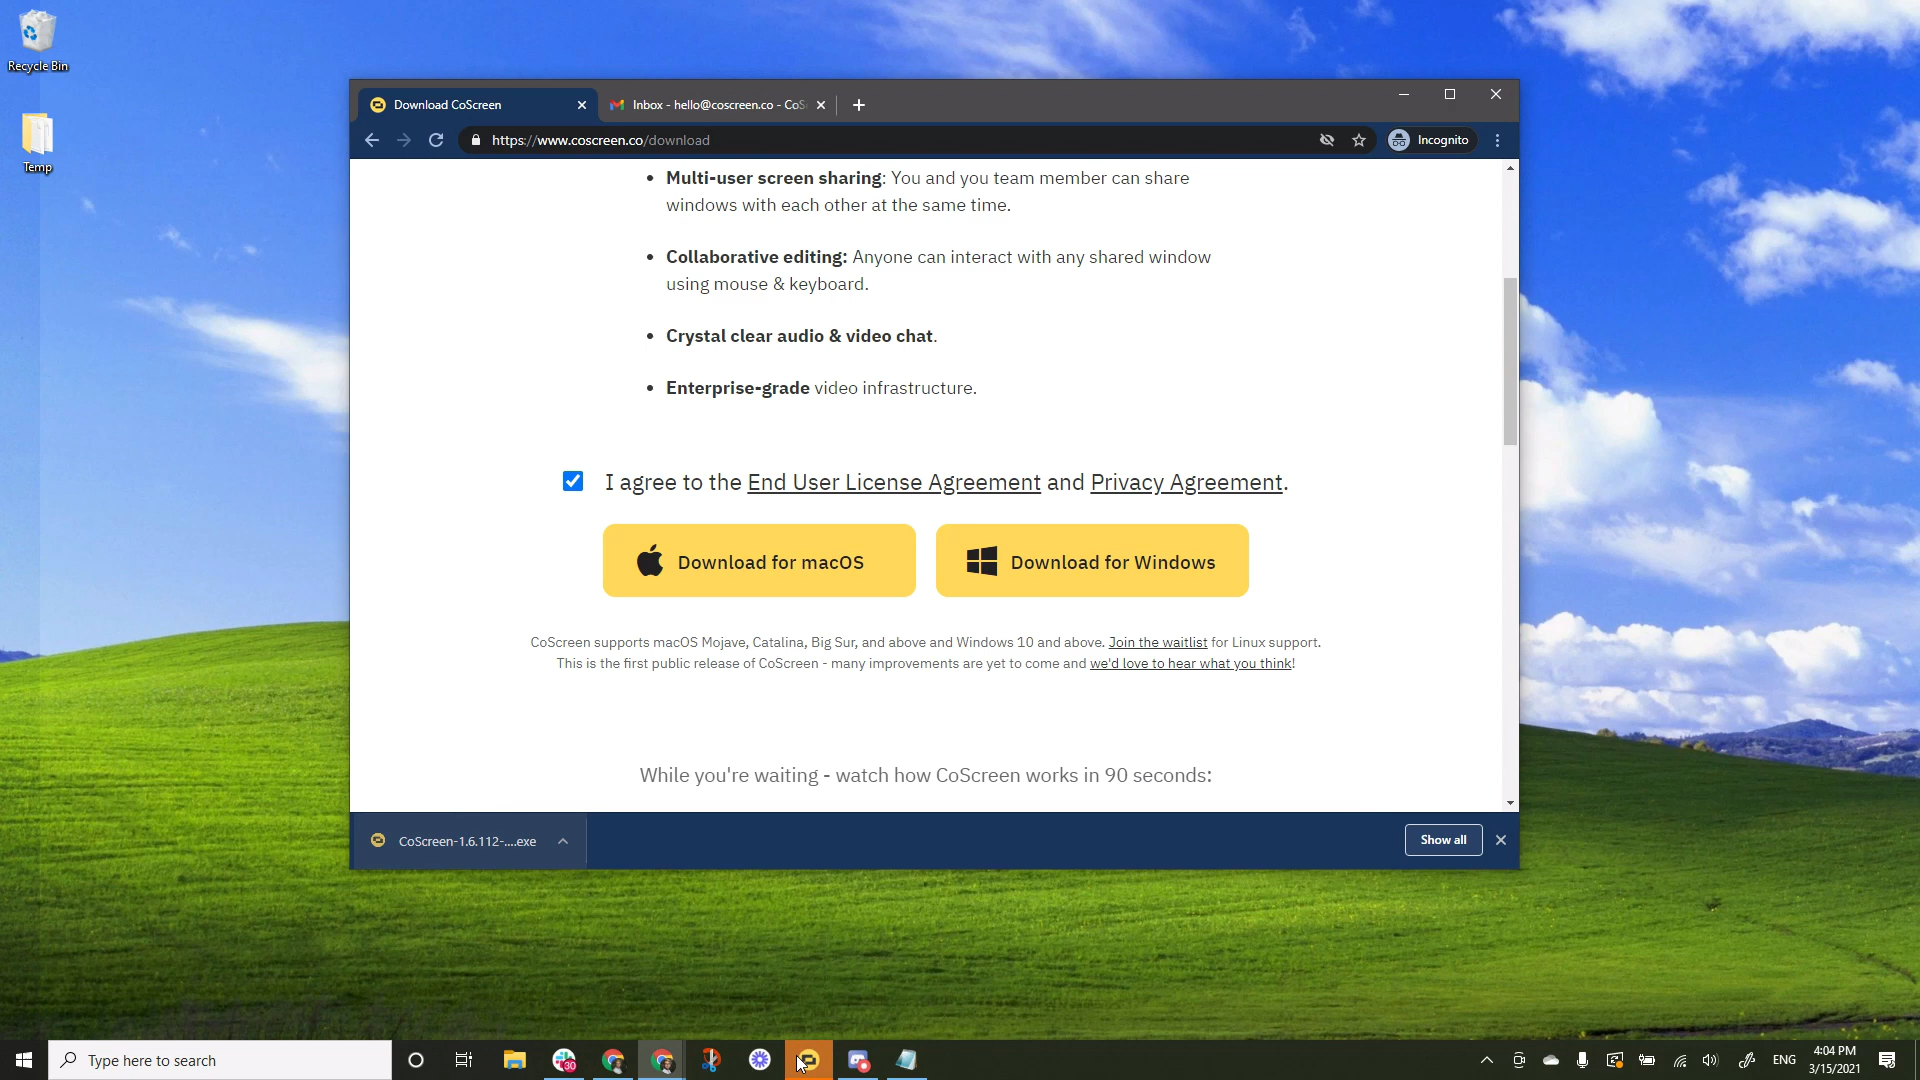 Recycle Bin
Temp
Download CoScreen
Inbox - hello@coscreen.co - CoS
https://www.coscreen.co/download
Incognito
• Multi-user screen sharing: You and you team member can share
windows with each other at the same time.
• Collaborative editing: Anyone can interact with any shared window
using mouse & keyboard.
• Crystal clear audio & video chat.
• Enterprise-grade video infrastructure.
I agree to the End User License Agreement and Privacy Agreement.
Download for macOS
Download for Windows
CoScreen supports macOS Mojave, Catalina, Big Sur, and above and Windows 10 and above. Join the waitlist for Linux support.
This is the first public release of CoScreen - many improvements are yet to come and we'd love to hear what you think!
While you're waiting - watch how CoScreen works in 90 seconds:
CoScreen-1.6.112-....exe
Show all
Type here to search
30
ENG
4:04 PM
3/15/2021